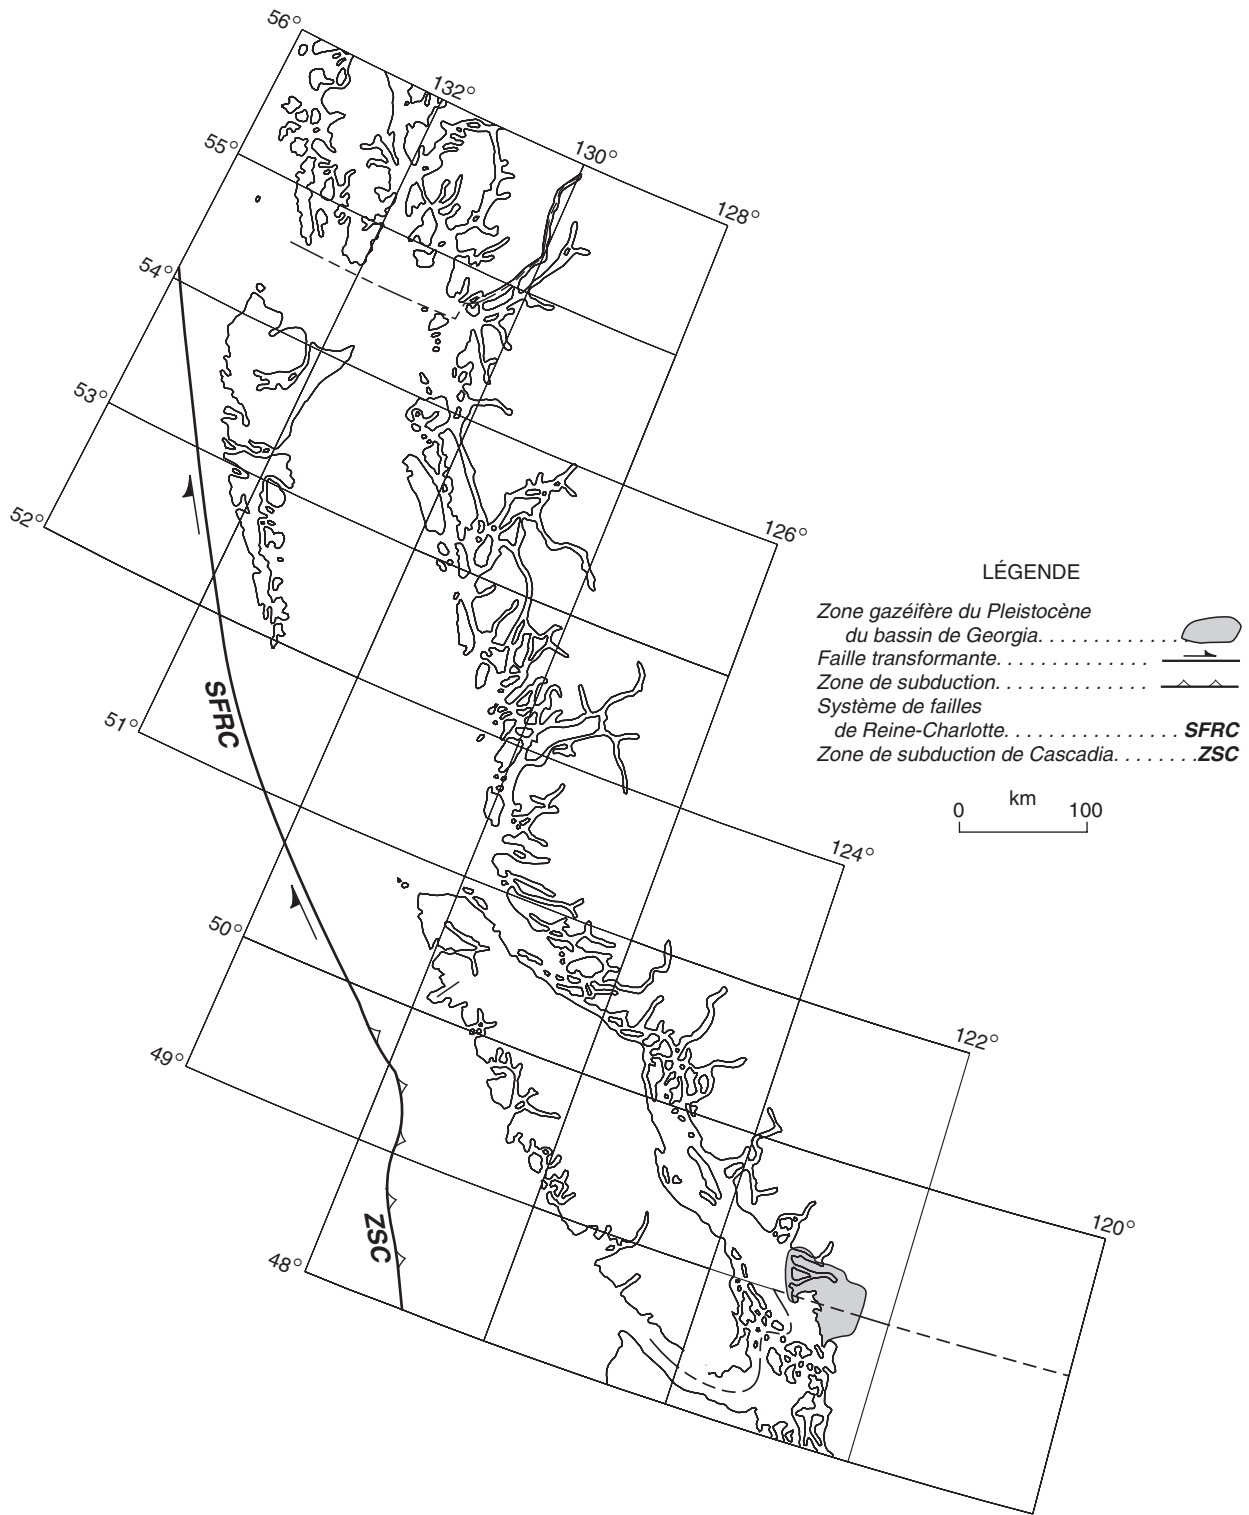 56°
132°
130°
55°
128°
54°
53°
52°
126°
LÉGENDE
Zone gazéifère du Pleistocène
du bassin de Georgia.............
Faille transformante..............
Zone de subduction..............
Système de failles
de Reine-Charlotte................ SFRC
Zone de subduction de Cascadia........ZSC
0 km 100
SFRC
51°
124°
50°
122°
49°
120°
ZSC
48°